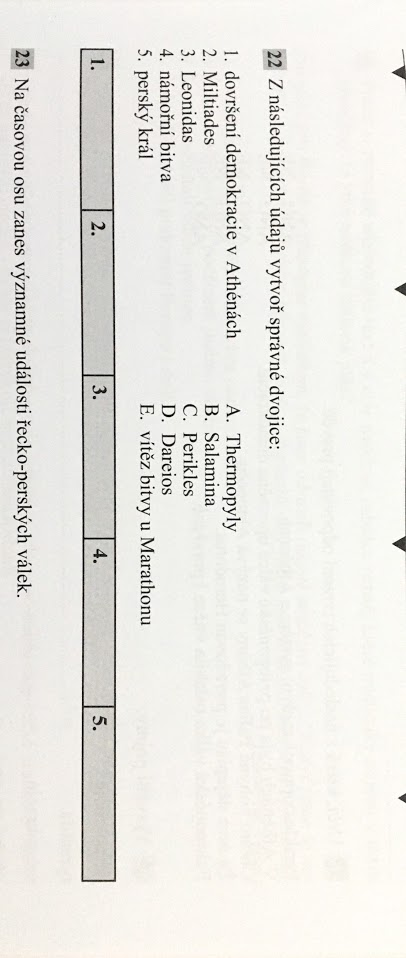 22 Z následujících údajů vytvoř správné dvojice:
1. dovršení demokracie v Athénách A. Thermopyly
2. Miltiades B. Salamina
3. Leonidas C. Perikles
4. námořní bitva D. Dareios
5. perský král E. vítěz bitvy u Marathonu
1. 2. 3. 4. 5.
23 Na časovou osu zanes významné události řecko-perských válek.